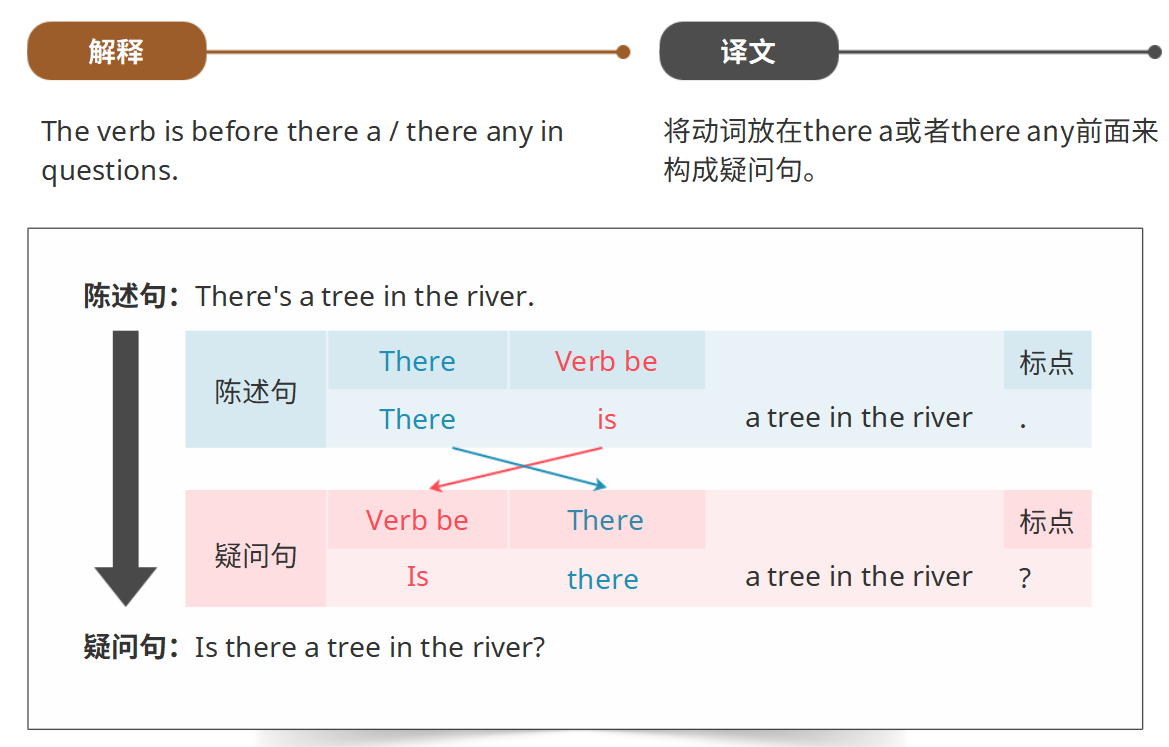 解释
译文
The verb is before there a / there any in
questions.
将动词放在there a或者there any前面来
构成疑问句。
陈述句：There's a tree in the river.
陈述句
There Verb be 标点
There is a tree in the river .
疑问句
Verb be There 标点
Is there a tree in the river ?
疑问句：Is there a tree in the river?